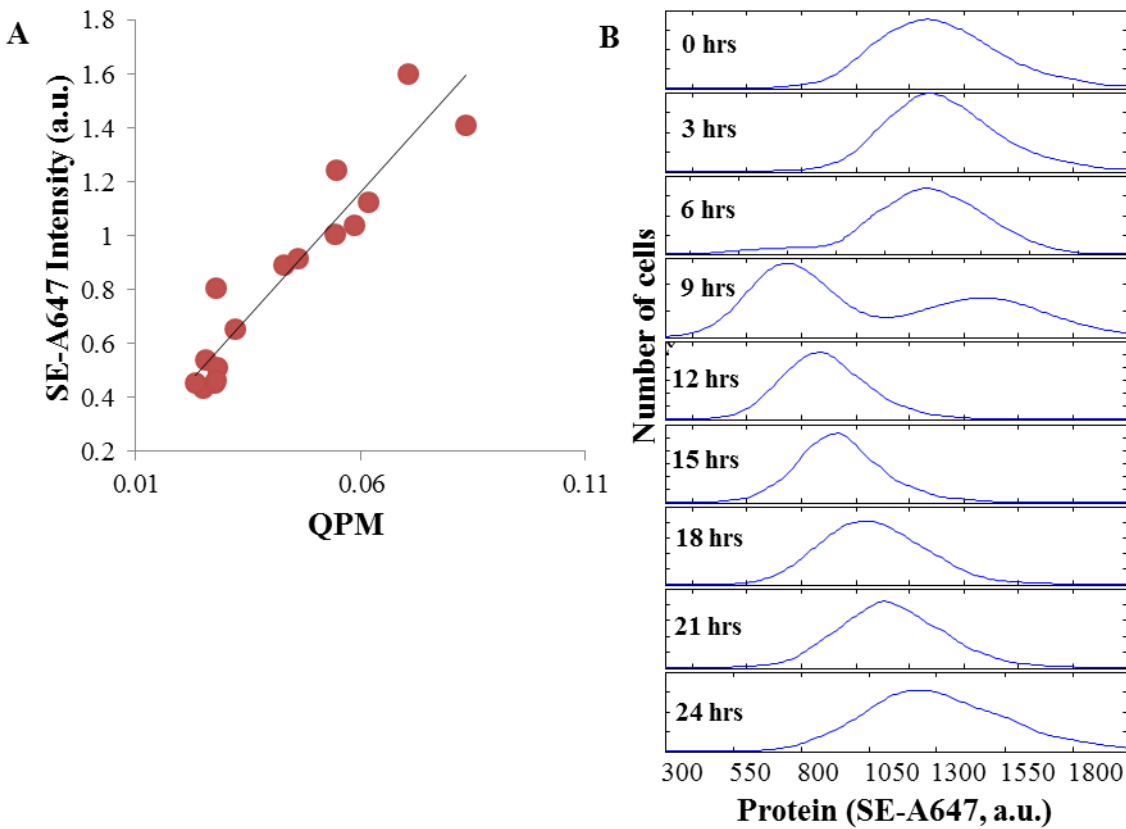 A
SE-A647 Intensity (a.u.)
1.8
1.6
1.4
1.2
1
0.8
0.6
0.4
0.2
0.01 0.06 0.11
QPM
B
Number of cells
0 hrs
3 hrs
6 hrs
9 hrs
12 hrs
15 hrs
18 hrs
21 hrs
24 hrs
300 550 800 1050 1300 1550 1800
Protein (SE-A647, a.u.)